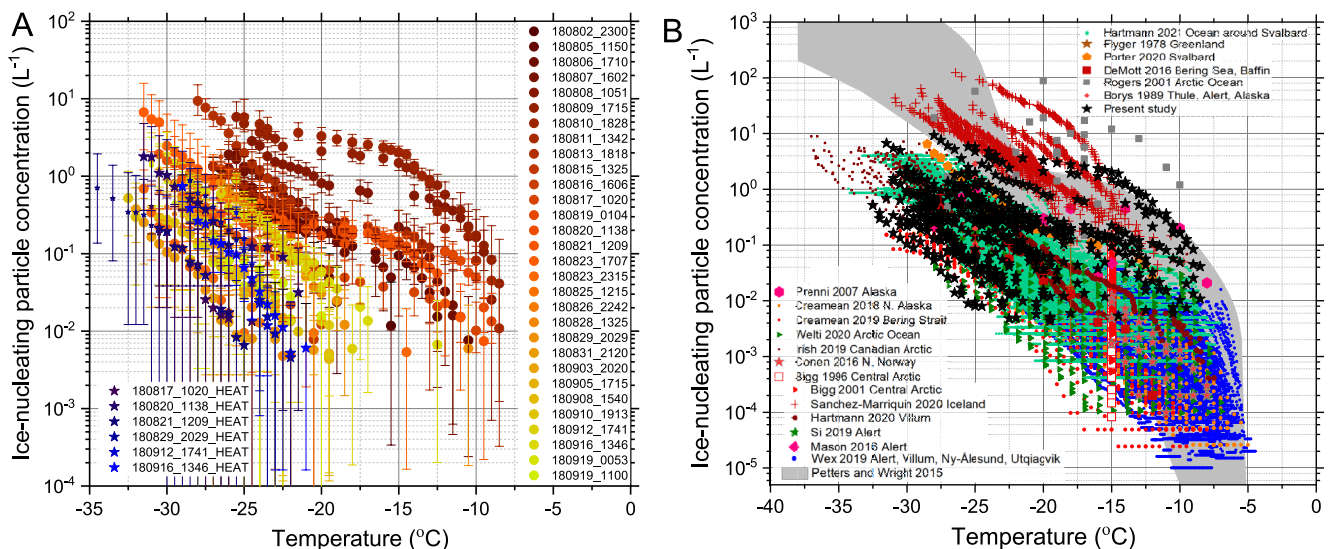 A
Ice-nucleating particle concentration (L⁻¹)
10²
10¹
10⁰
10⁻¹
10⁻²
10⁻³
10⁻⁴
-35
-30
-25
-20
-15
-10
-5
Temperature (°C)
180802_2300
180805_1150
180806_1710
180807_1602
180808_1051
180809_1715
180810_1828
180811_1342
180813_1818
180815_1325
180816_1606
180817_1020
180819_0104
180820_1138
180821_1209
180823_1707
180823_2315
180825_1215
180826_2242
180828_1325
180829_2029
180831_2120
180903_2020
180905_1715
180908_1540
180910_1913
180912_1741
180916_1346
180919_0053
180919_1100
180817_1020_HEAT
180820_1138_HEAT
180821_1209_HEAT
180829_2029_HEAT
180912_1741_HEAT
180916_1346_HEAT
B
Ice-nucleating particle concentration (L⁻¹)
10³
10²
10¹
10⁰
10⁻¹
10⁻²
10⁻³
10⁻⁴
10⁻⁵
-40
-35
-30
-25
-20
-15
-10
-5
0
Temperature (°C)
Hartmann 2021 Ocean around Svalbard
Flyger 1978 Greenland
Porter 2020 Svalbard
DeMott 2016 Bering Sea, Baffin
Rogers 2001 Arctic Ocean
Borys 1989 Thule, Alert, Alaska
Present study
Prenni 2007 Alaska
Creamean 2018 N. Alaska
Creamean 2019 Bering Strait
Welti 2020 Arctic Ocean
Irish 2019 Canadian Arctic
Conen 2016 N. Norway
Bigg 1996 Central Arctic
Bigg 2001 Central Arctic
Sanchez-Marriquin 2020 Iceland
Hartmann 2020 Villum
Si 2019 Alert
Mason 2016 Alert
Wex 2019 Alert, Villum, Ny-Ålesund, Utqiaġvik
Petters and Wright 2015